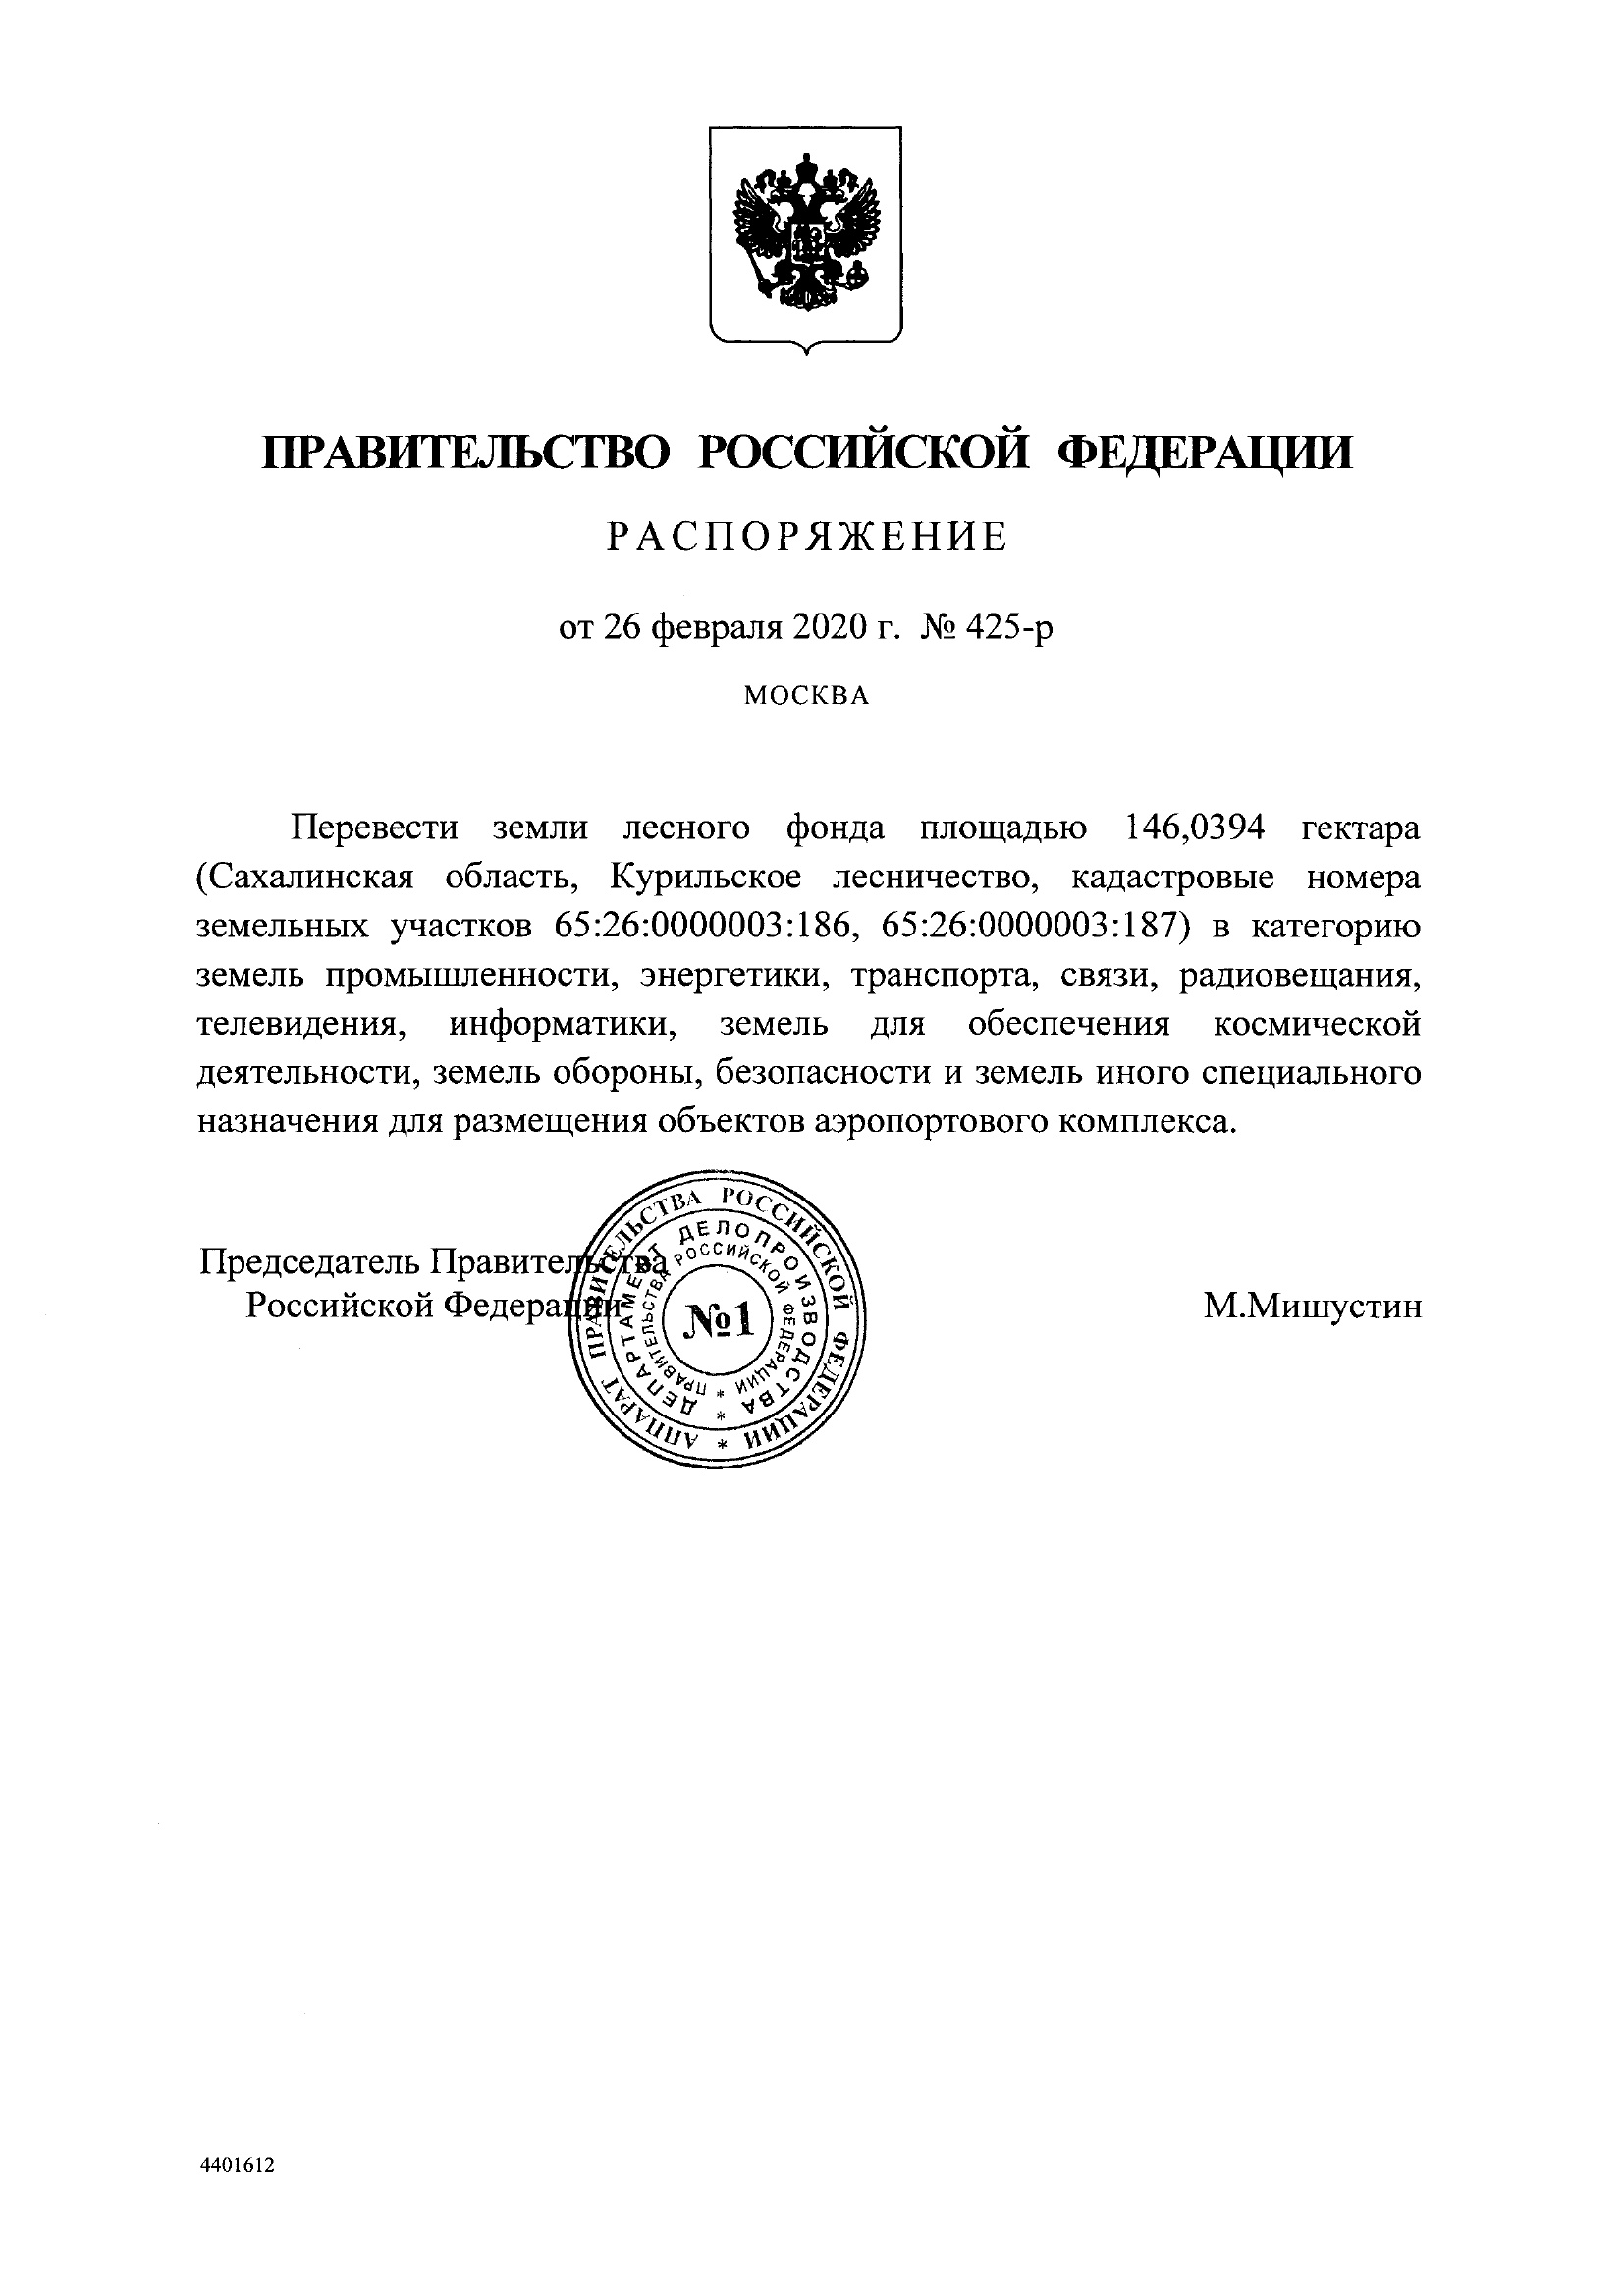 ПРАВИТЕЛЬСТВО РОССИЙСКОЙ ФЕДЕРАЦИИ
РАСПОРЯЖЕНИЕ
от 26 февраля 2020 г. № 425-р
МОСКВА
Перевести земли лесного фонда площадью 146,0394 гектара
(Сахалинская область, Курильское лесничество, кадастровые номера
земельных участков 65:26:0000003:186, 65:26:0000003:187) в категорию
земель промышленности, энергетики, транспорта, связи, радиовещания,
телевидения, информатики, земель для обеспечения космической
деятельности, земель обороны, безопасности и земель иного специального
назначения для размещения объектов аэропортового комплекса.
Председатель Правительства
Российской Федерации
М.Мишустин
АППАРАТ ПРАВИТЕЛЬСТВА РОССИЙСКОЙ ФЕДЕРАЦИИ *
ДЕПАРТАМЕНТ ДЕЛОПРОИЗВОДСТВА *
ПРАВИТЕЛЬСТВА РОССИЙСКОЙ ФЕДЕРАЦИИ *
№1
4401612